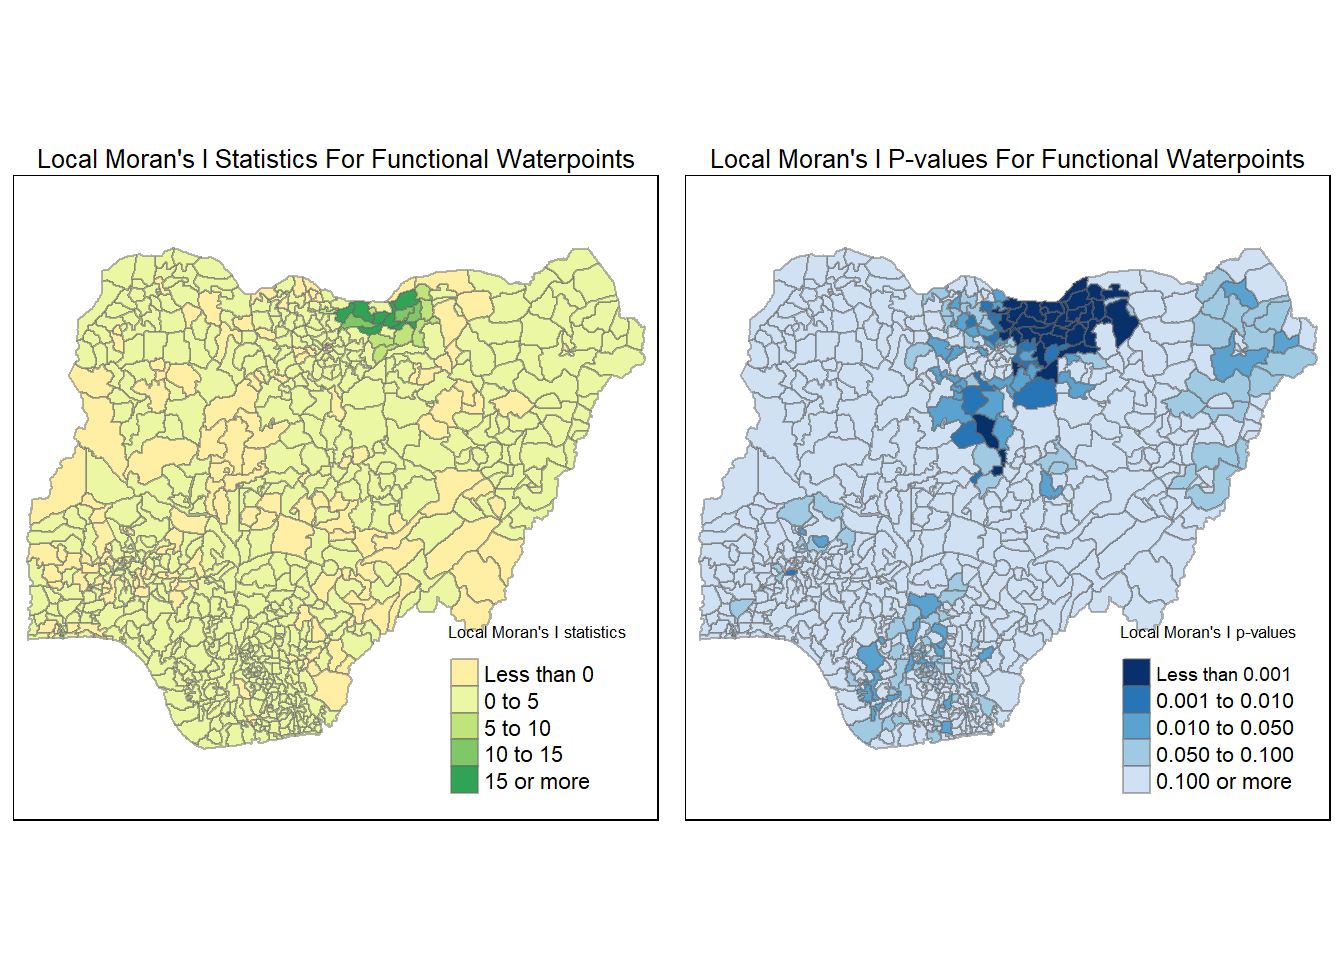 Local Moran's I Statistics For Functional Waterpoints
Local Moran's I statistics
Less than 0
0 to 5
5 to 10
10 to 15
15 or more
Local Moran's I P-values For Functional Waterpoints
Local Moran's I p-values
Less than 0.001
0.001 to 0.010
0.010 to 0.050
0.050 to 0.100
0.100 or more